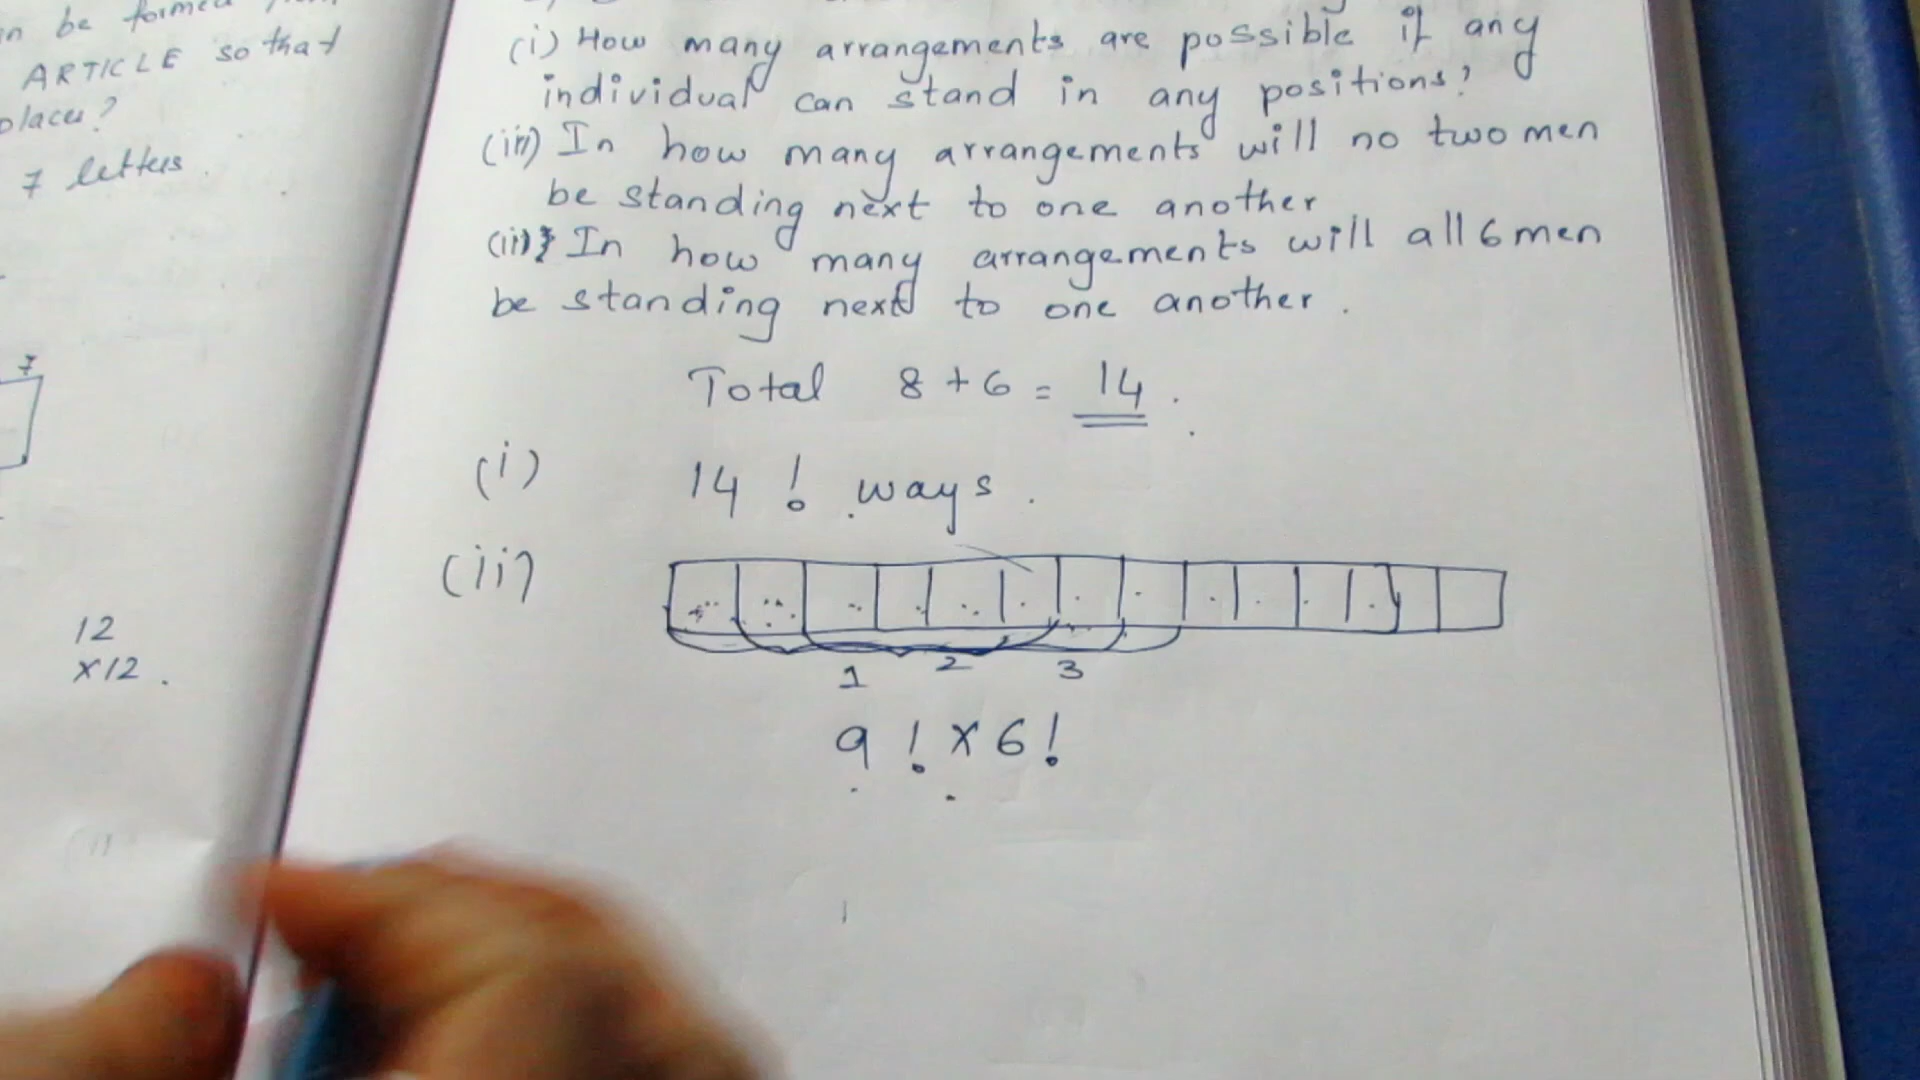 be formed
ARTICLE so that
7 letters
7
12
x12 .
(i) How many arrangements are possible if any
individual can stand in any positions?
(iii) In how many arrangements will no two men
be standing next to one another
(ii) In how many arrangements will all 6 men
be standing next to one another .
Total 8 + 6 = 14 .
(i) 14 ! ways .
(ii)
1 2 3
9 ! x 6 !